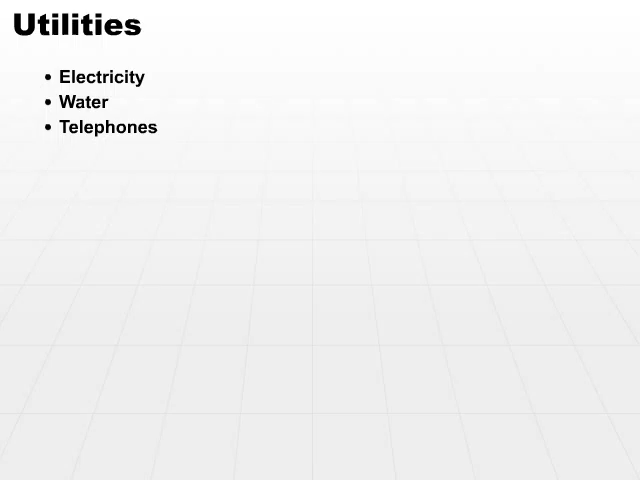 Utilities
• Electricity
• Water
• Telephones